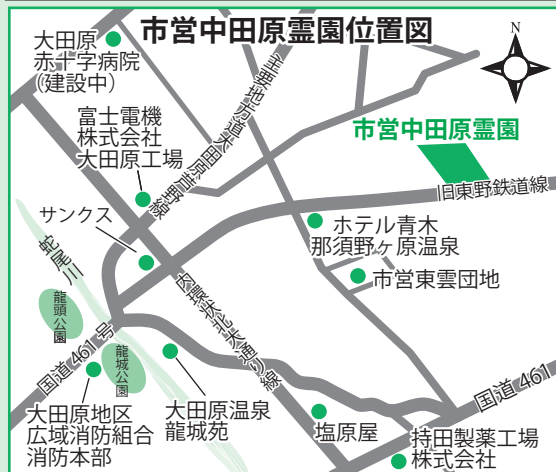 市営中田原霊園位置図
N
大田原
赤十字病院
(建設中)
富士電機
株式会社
大田原工場
主要地方道大田原芦野線
市営中田原霊園
旧東野鉄道線
サンクス
ホテル青木
那須野ヶ原温泉
市営東雲団地
蛇尾川
龍頭公園
内環状北大通り線
国道461号
龍城公園
国道461
大田原地区
広域消防組合
消防本部
大田原温泉
龍城苑
塩原屋
持田製薬工場
株式会社